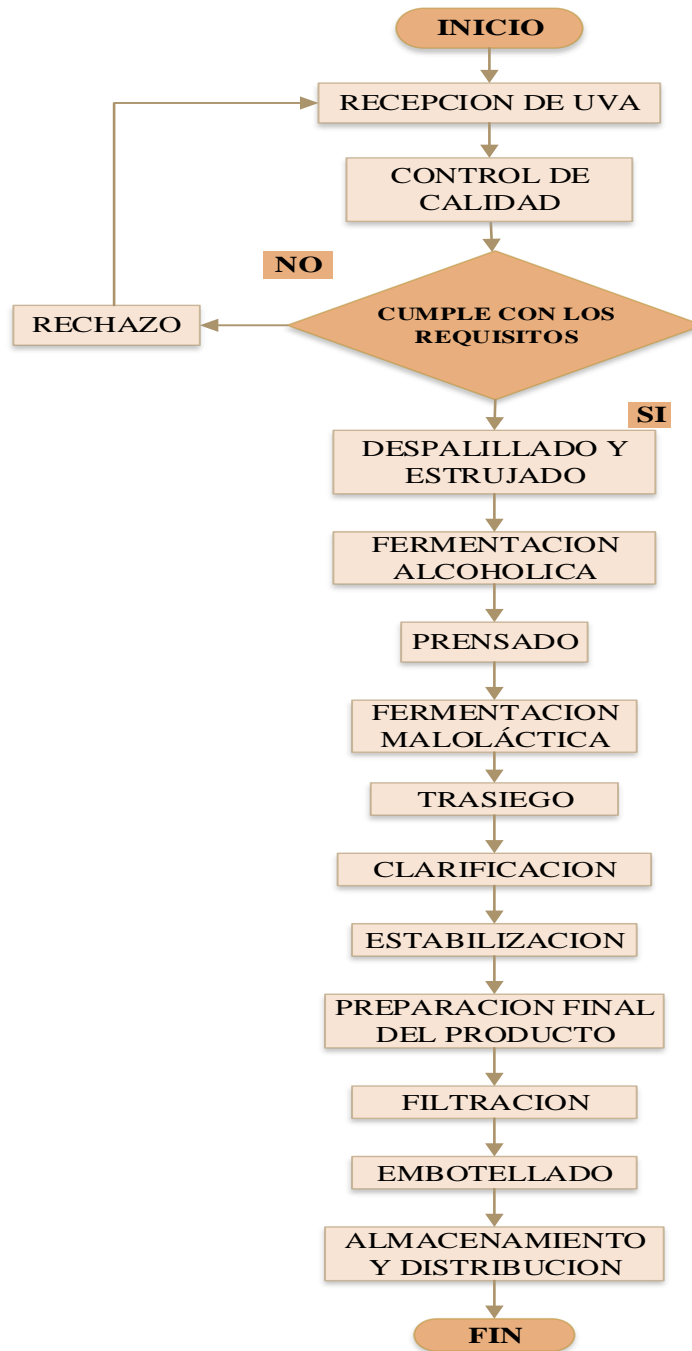 INICIO
RECEPCION DE UVA
CONTROL DE
CALIDAD
NO
CUMPLE CON LOS
REQUISITOS
RECHAZO
SI
DESPALILLADO Y
ESTRUJADO
FERMENTACION
ALCOHOLICA
PRENSADO
FERMENTACION
MALOLÁCTICA
TRASIEGO
CLARIFICACION
ESTABILIZACION
PREPARACION FINAL
DEL PRODUCTO
FILTRACION
EMBOTELLADO
ALMACENAMIENTO
Y DISTRIBUCION
FIN